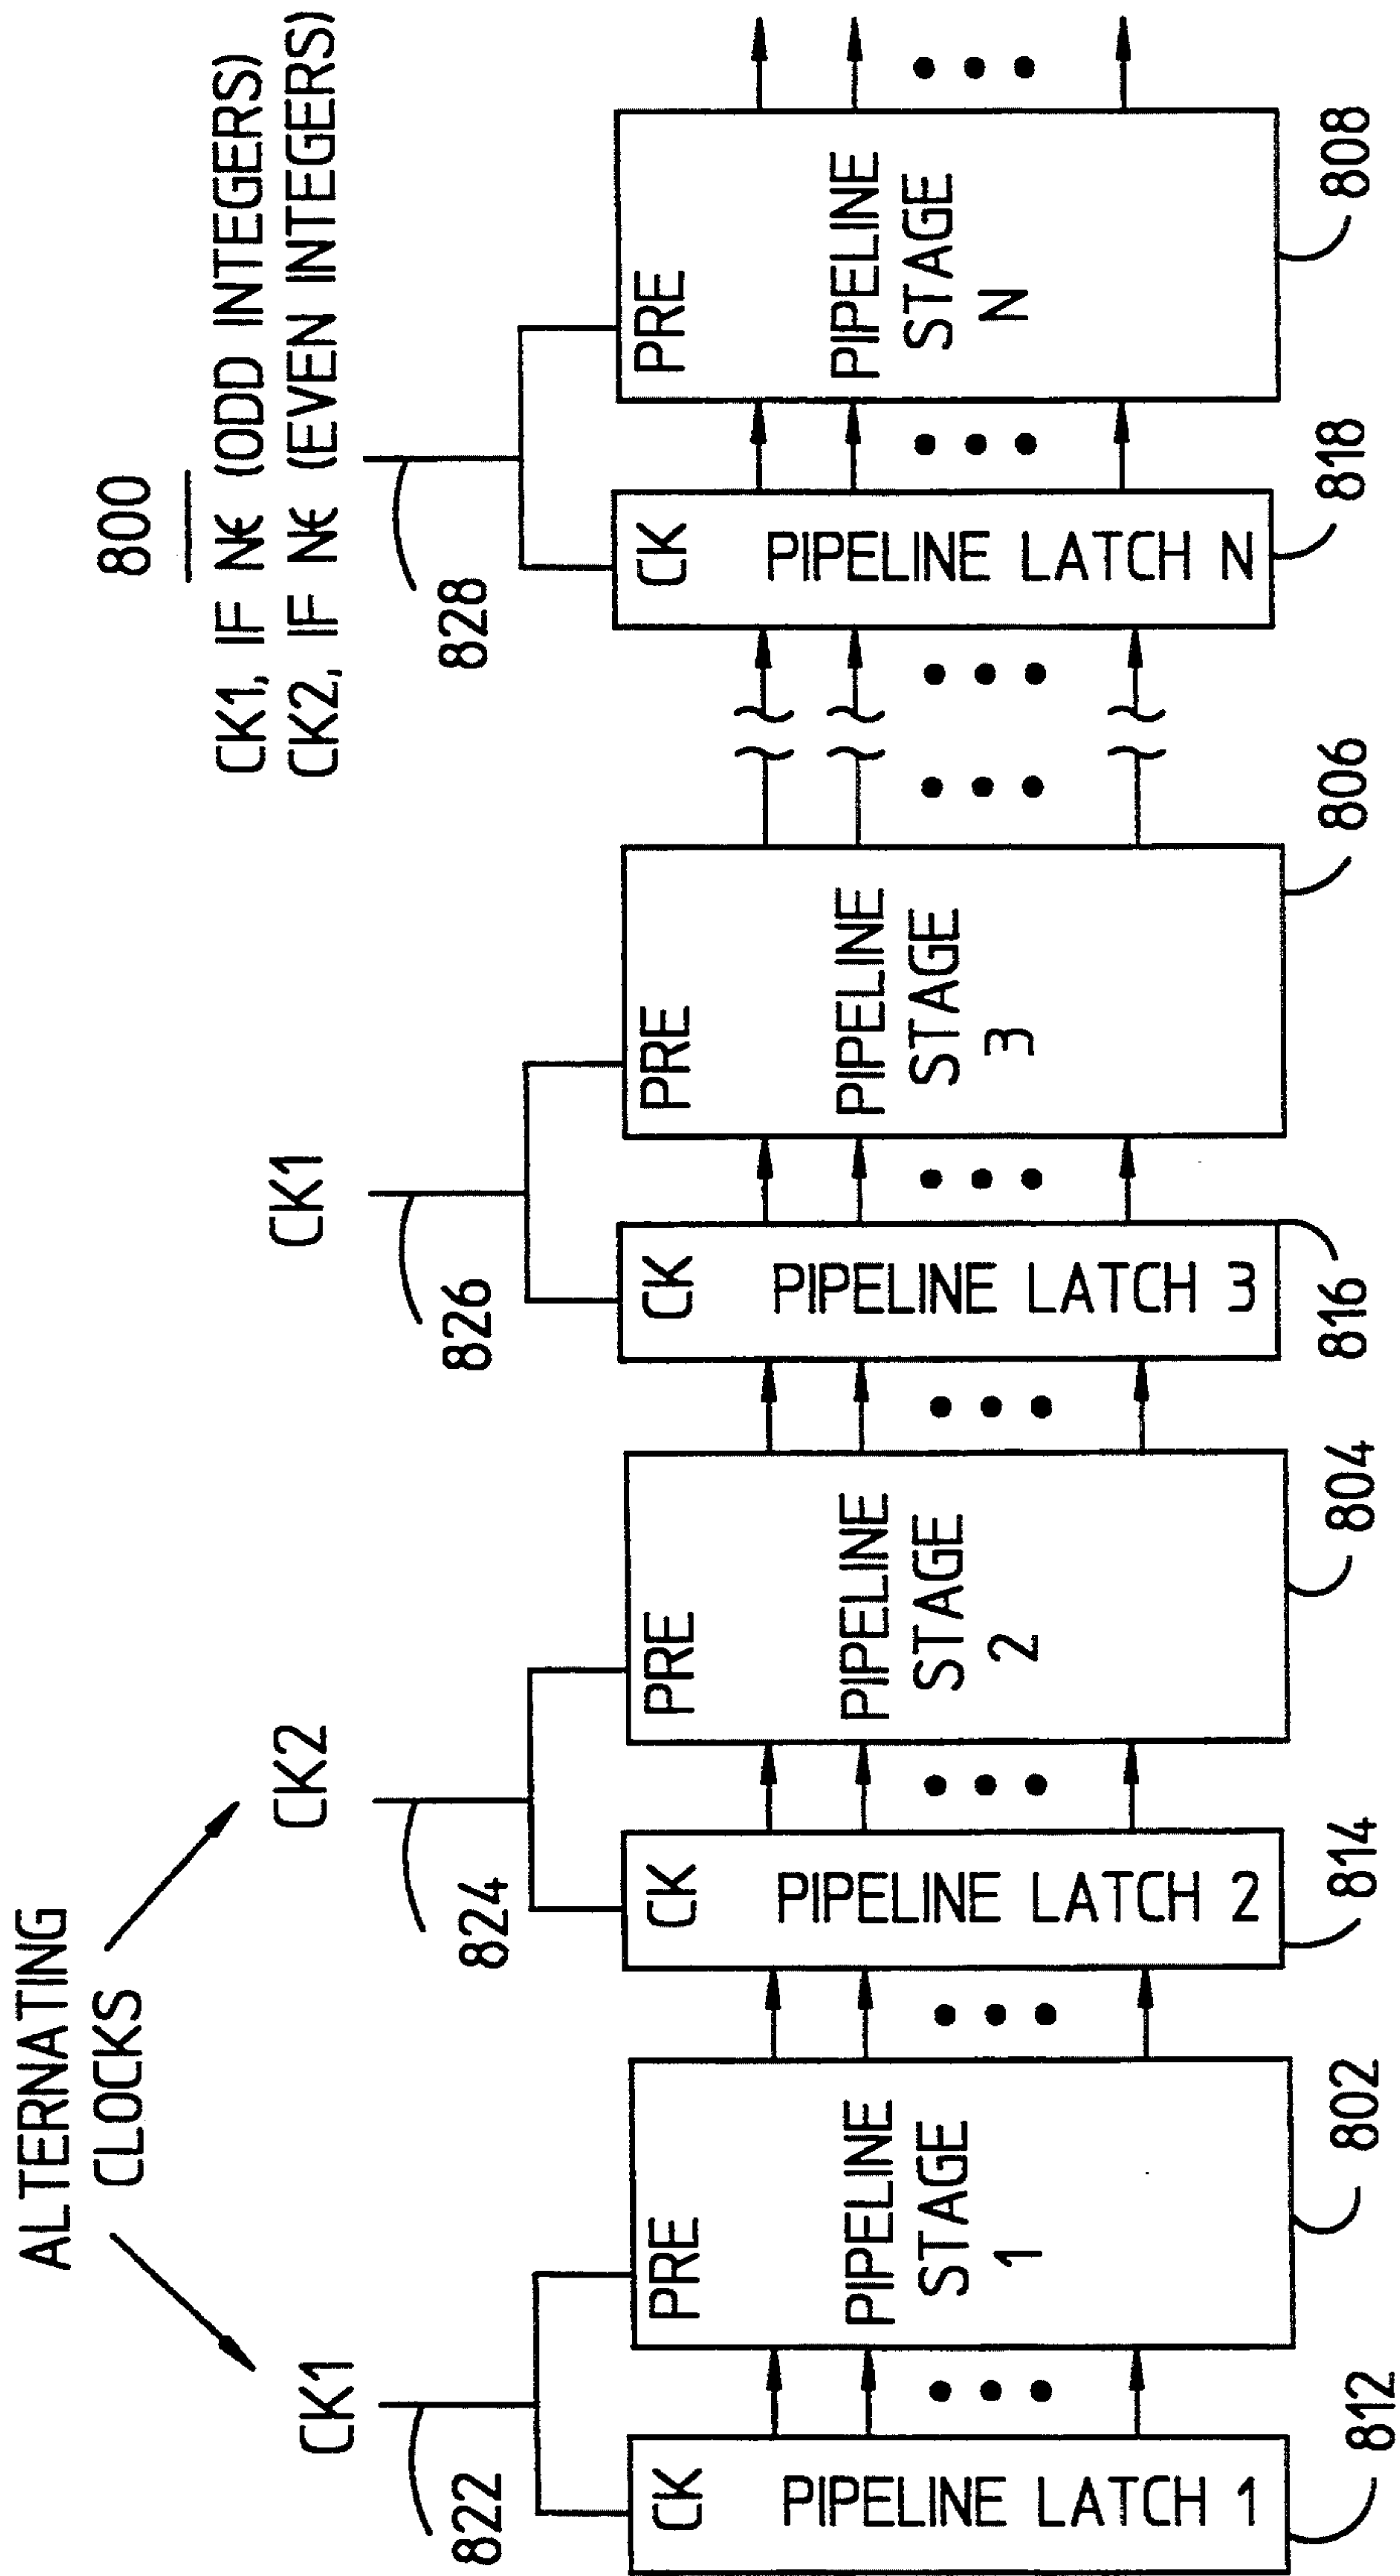 800
CK1, IF N∈ (ODD INTEGERS)
CK2, IF N∈ (EVEN INTEGERS)
ALTERNATING
CLOCKS
CK1
CK2
CK1
822
824
826
828
CK
PIPELINE LATCH 1
PRE
PIPELINE
STAGE
1
CK
PIPELINE LATCH 2
PRE
PIPELINE
STAGE
2
CK
PIPELINE LATCH 3
PRE
PIPELINE
STAGE
3
CK
PIPELINE LATCH N
PRE
PIPELINE
STAGE
N
812
802
814
804
816
806
818
808